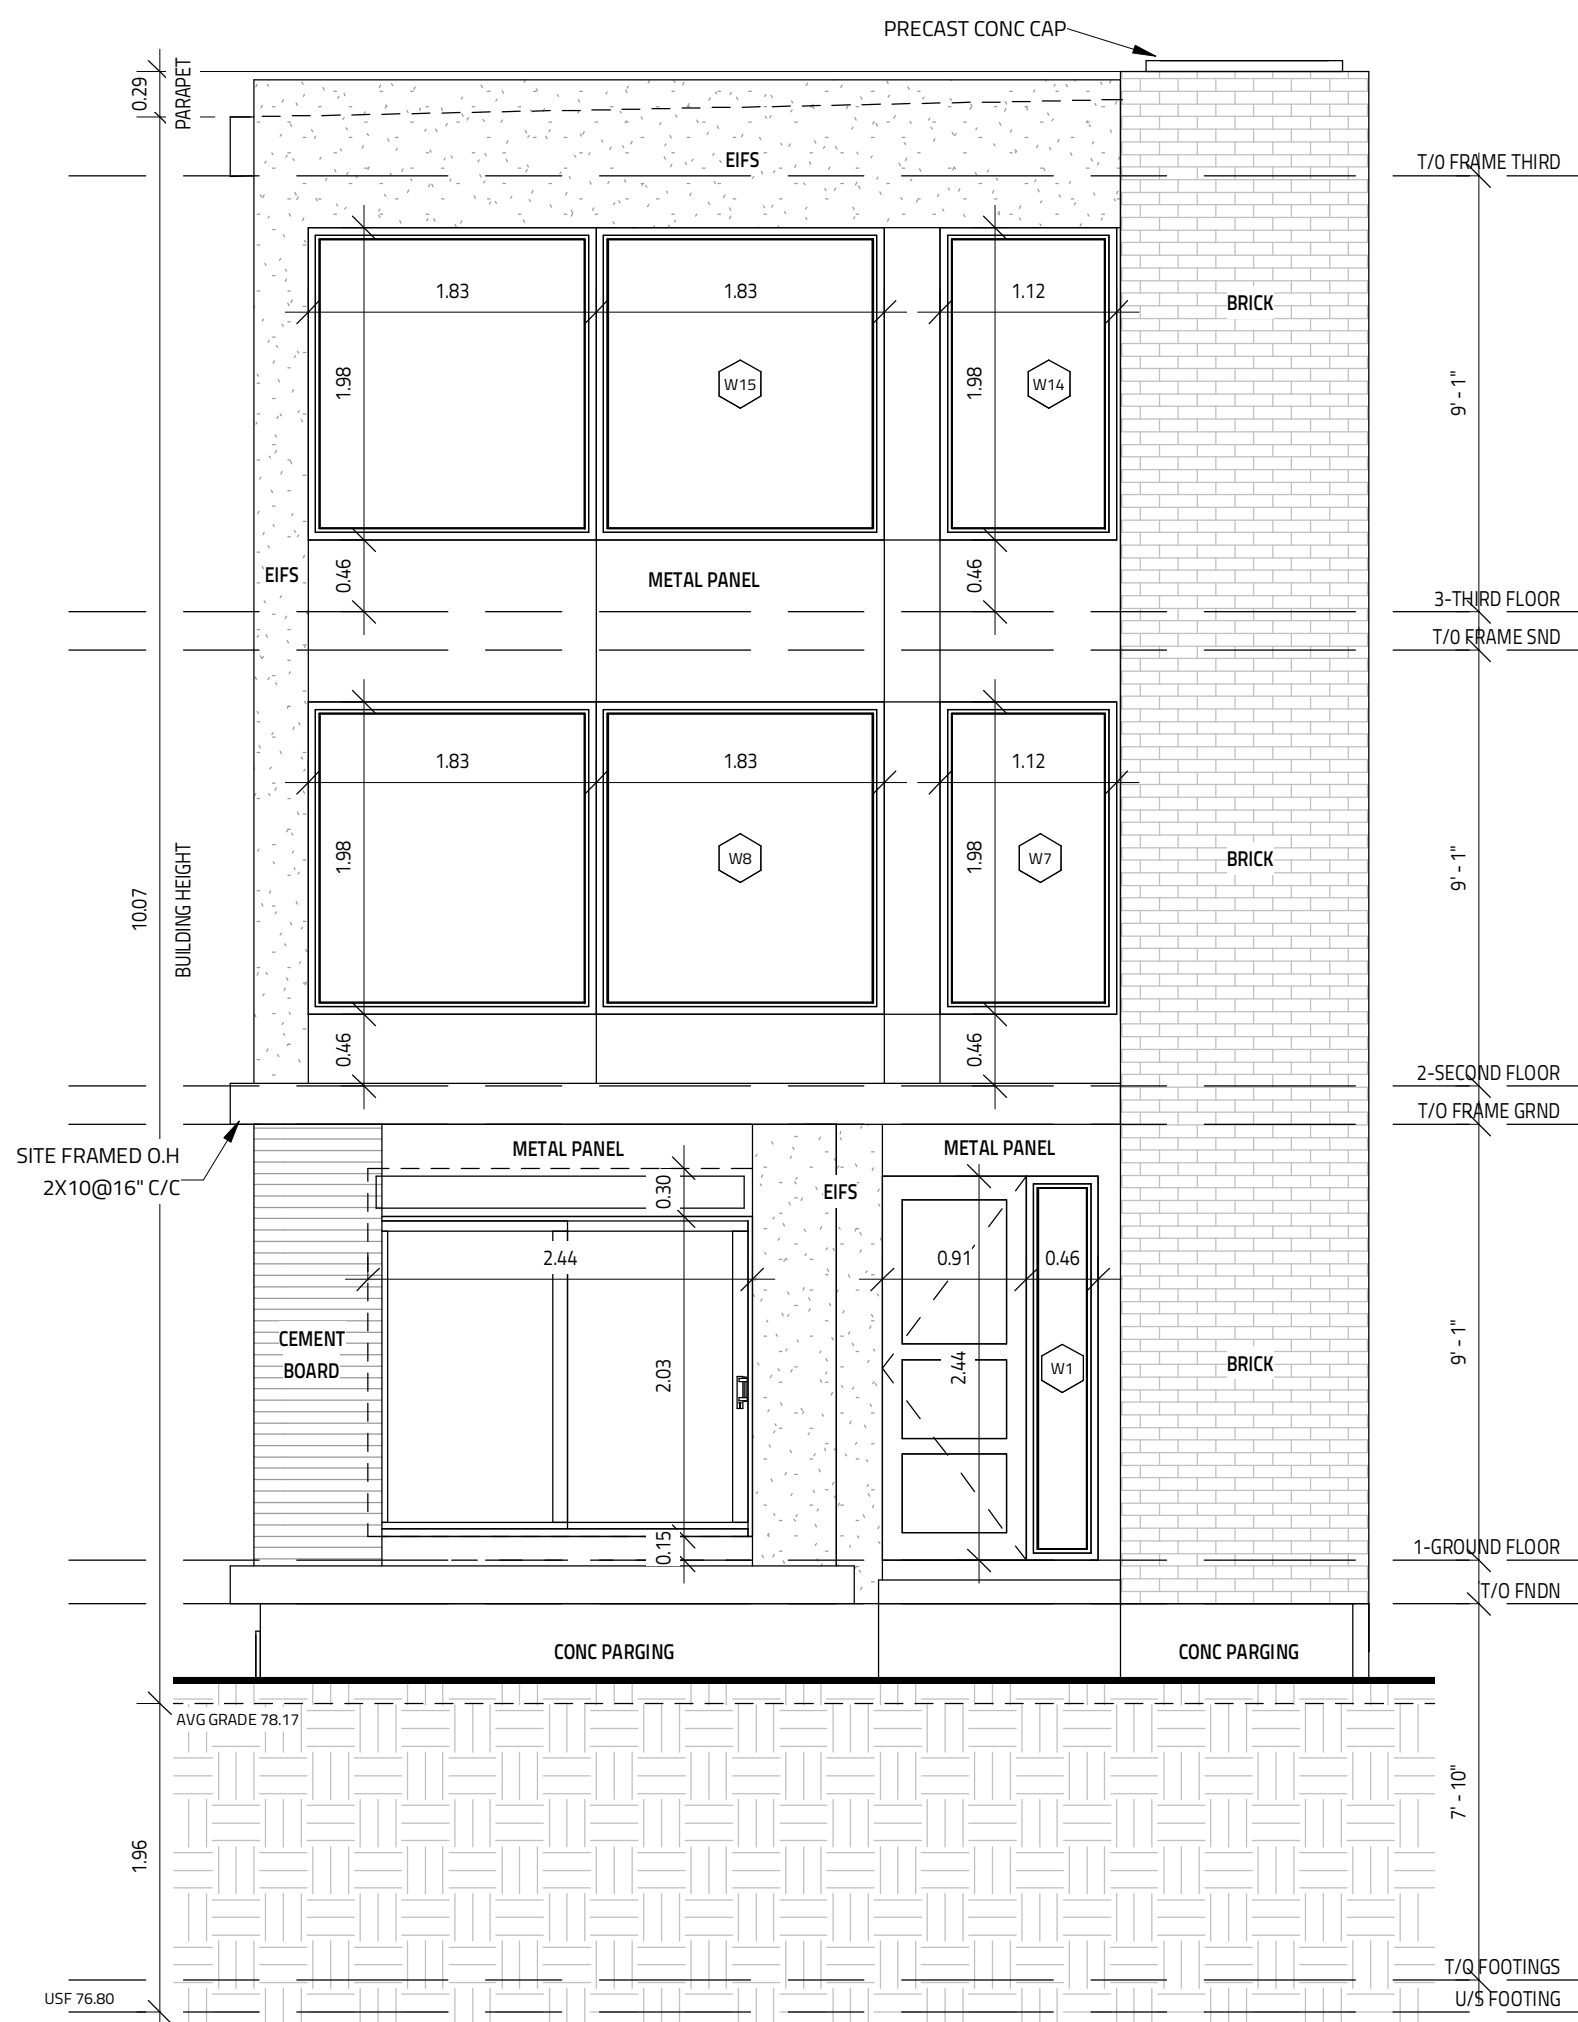 PRECAST CONC CAP
0.29
PARAPET
EIFS
T/O FRAME THIRD
1.83
1.83
1.12
BRICK
1.98
W15
1.98
W14
9' - 1"
EIFS
0.46
METAL PANEL
0.46
3-THIRD FLOOR
T/O FRAME SND
1.83
1.83
1.12
1.98
W8
1.98
W7
BRICK
9' - 1"
10.07
BUILDING HEIGHT
0.46
0.46
2-SECOND FLOOR
T/O FRAME GRND
SITE FRAMED O.H
2X10@16" C/C
METAL PANEL
METAL PANEL
0.30
EIFS
2.44
0.91
0.46
CEMENT
BOARD
2.03
2.44
W1
BRICK
9' - 1"
0.15
1-GROUND FLOOR
T/O FNDN
CONC PARGING
CONC PARGING
AVG GRADE 78.17
7' - 10"
1.96
T/O FOOTINGS
USF 76.80
U/S FOOTING